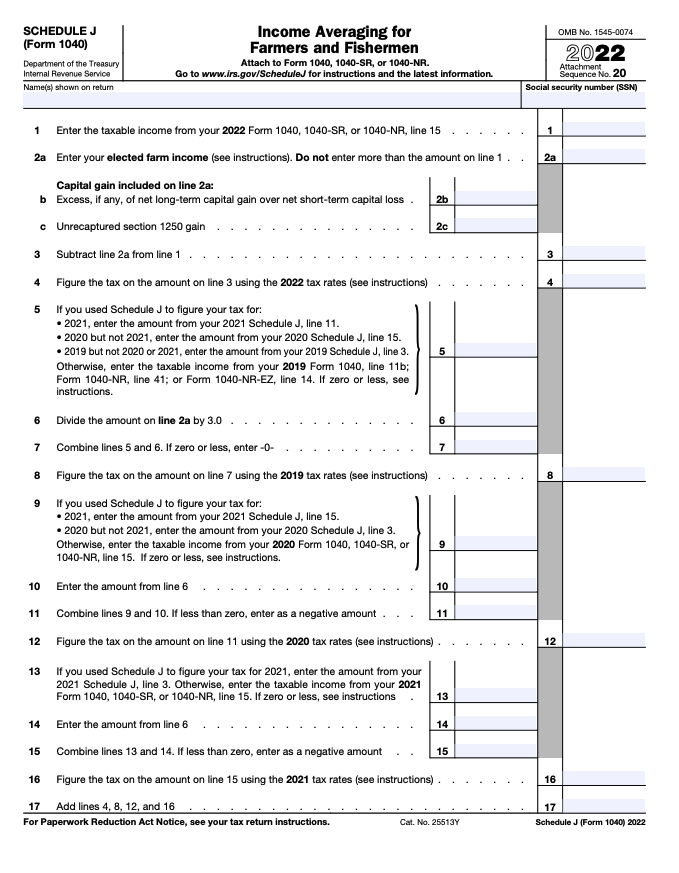 SCHEDULE J
(Form 1040)
Department of the Treasury
Internal Revenue Service
Income Averaging for
Farmers and Fishermen
Attach to Form 1040, 1040-SR, or 1040-NR.
Go to www.irs.gov/ScheduleJ for instructions and the latest information.
OMB No. 1545-0074
2022
Attachment
Sequence No. 20
Name(s) shown on return
Social security number (SSN)
1 Enter the taxable income from your 2022 Form 1040, 1040-SR, or 1040-NR, line 15 . . . . . . 1
2a Enter your elected farm income (see instructions). Do not enter more than the amount on line 1 . . 2a
Capital gain included on line 2a:
b Excess, if any, of net long-term capital gain over net short-term capital loss . 2b
c Unrecaptured section 1250 gain . . . . . . . . . . . . . . . 2c
3 Subtract line 2a from line 1 . . . . . . . . . . . . . . . . . . . . . . . . 3
4 Figure the tax on the amount on line 3 using the 2022 tax rates (see instructions) . . . . . . . 4
5 If you used Schedule J to figure your tax for:
• 2021, enter the amount from your 2021 Schedule J, line 11.
• 2020 but not 2021, enter the amount from your 2020 Schedule J, line 15.
• 2019 but not 2020 or 2021, enter the amount from your 2019 Schedule J, line 3. 5
Otherwise, enter the taxable income from your 2019 Form 1040, line 11b;
Form 1040-NR, line 41; or Form 1040-NR-EZ, line 14. If zero or less, see
instructions.
6 Divide the amount on line 2a by 3.0 . . . . . . . . . . . . . . 6
7 Combine lines 5 and 6. If zero or less, enter -0- . . . . . . . . . . . 7
8 Figure the tax on the amount on line 7 using the 2019 tax rates (see instructions) . . . . . . . 8
9 If you used Schedule J to figure your tax for:
• 2021, enter the amount from your 2021 Schedule J, line 15.
• 2020 but not 2021, enter the amount from your 2020 Schedule J, line 3.
Otherwise, enter the taxable income from your 2020 Form 1040, 1040-SR, or 9
1040-NR, line 15. If zero or less, see instructions.
10 Enter the amount from line 6 . . . . . . . . . . . . . . . . 10
11 Combine lines 9 and 10. If less than zero, enter as a negative amount . . . 11
12 Figure the tax on the amount on line 11 using the 2020 tax rates (see instructions) . . . . . . . 12
13 If you used Schedule J to figure your tax for 2021, enter the amount from your
2021 Schedule J, line 3. Otherwise, enter the taxable income from your 2021
Form 1040, 1040-SR, or 1040-NR, line 15. If zero or less, see instructions . 13
14 Enter the amount from line 6 . . . . . . . . . . . . . . . . 14
15 Combine lines 13 and 14. If less than zero, enter as a negative amount . . 15
16 Figure the tax on the amount on line 15 using the 2021 tax rates (see instructions) . . . . . . . 16
17 Add lines 4, 8, 12, and 16 . . . . . . . . . . . . . . . . . . . . . . . . 17
For Paperwork Reduction Act Notice, see your tax return instructions.
Cat. No. 25513Y
Schedule J (Form 1040) 2022